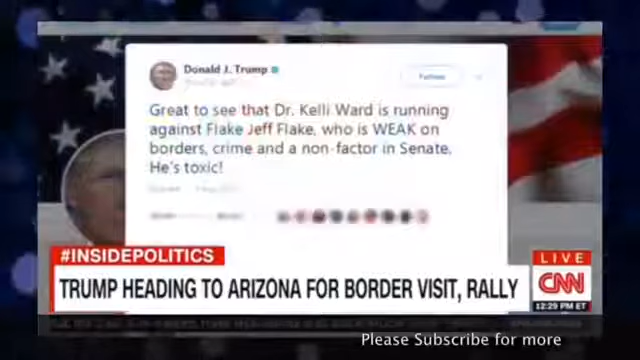 Donald J. Trump
Follow
Great to see that Dr. Kelli Ward is running
against Flake Jeff Flake, who is WEAK on
borders, crime and a non-factor in Senate.
He's toxic!
#INSIDEPOLITICS
LIVE
TRUMP HEADING TO ARIZONA FOR BORDER VISIT, RALLY
CNN
12:29 PM ET
Please Subscribe for more